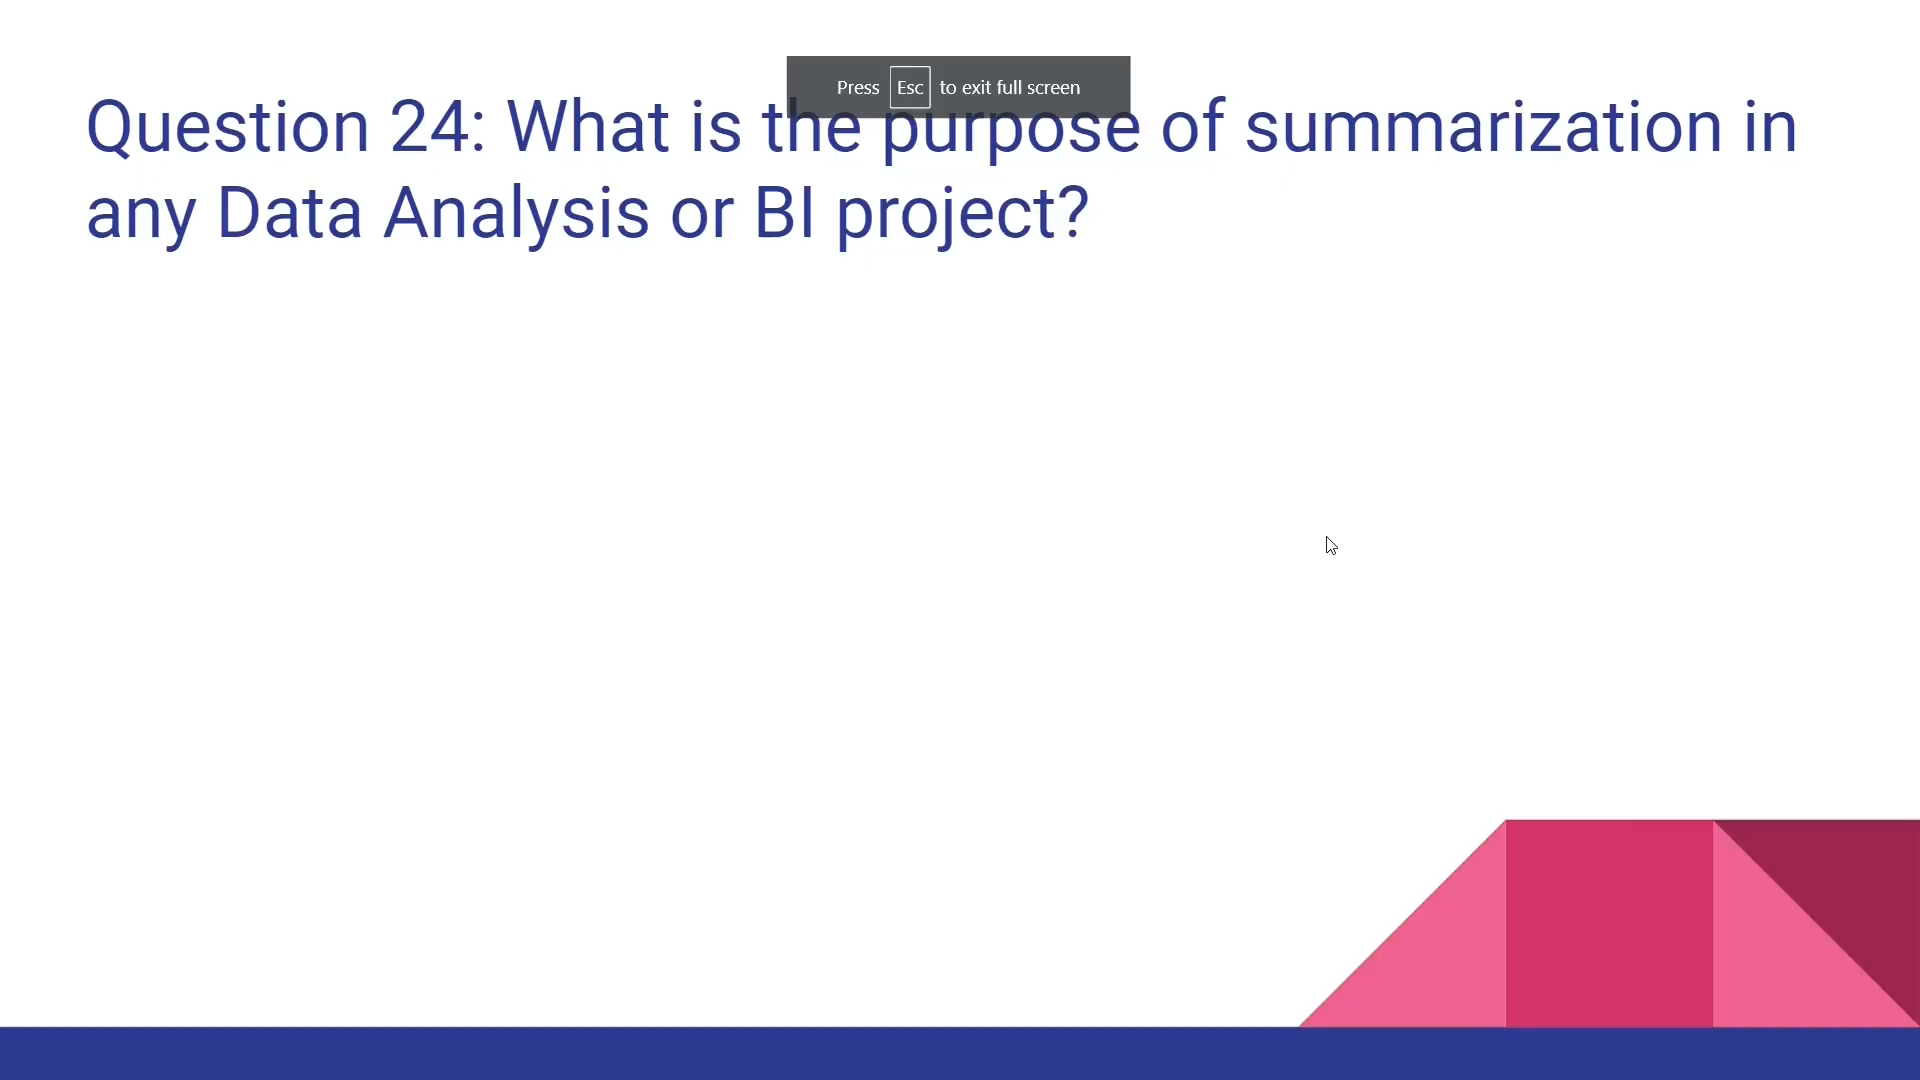 Press Esc to exit full screen
Question 24: What is the purpose of summarization in
any Data Analysis or BI project?